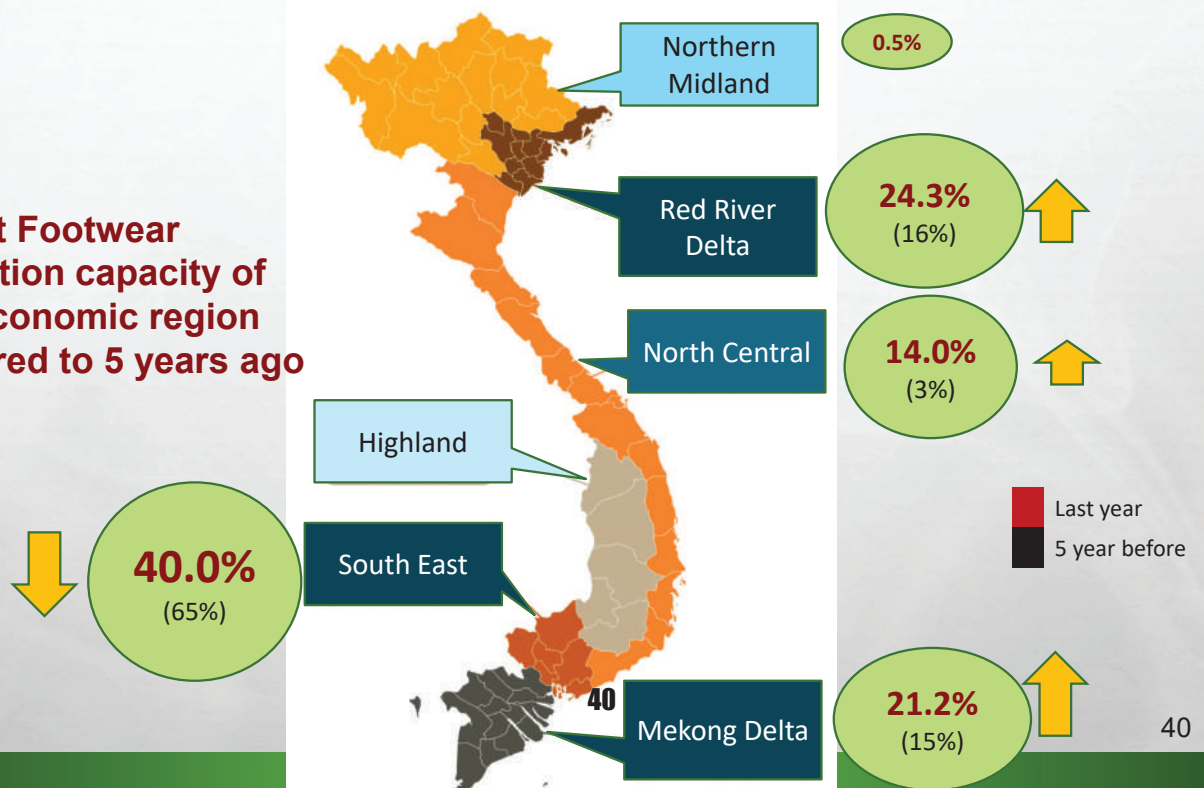 Northern
Midland
0.5%
Red River
Delta
24.3%
(16%)
t Footwear
tion capacity of
conomic region
red to 5 years ago
North Central
14.0%
(3%)
Highland
Last year
5 year before
40.0%
(65%)
South East
40
Mekong Delta
21.2%
(15%)
40